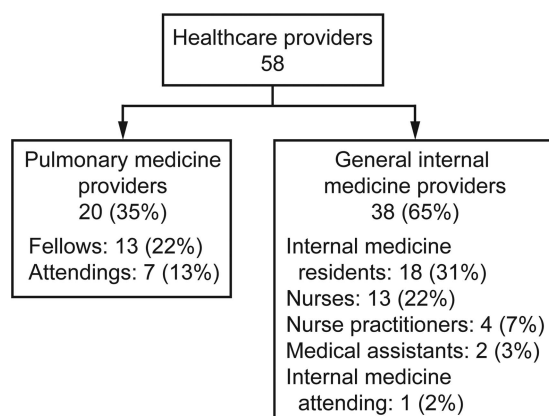 Healthcare providers
58
Pulmonary medicine
providers
20 (35%)
Fellows: 13 (22%)
Attendings: 7 (13%)
General internal
medicine providers
38 (65%)
Internal medicine
residents: 18 (31%)
Nurses: 13 (22%)
Nurse practitioners: 4 (7%)
Medical assistants: 2 (3%)
Internal medicine
attending: 1 (2%)